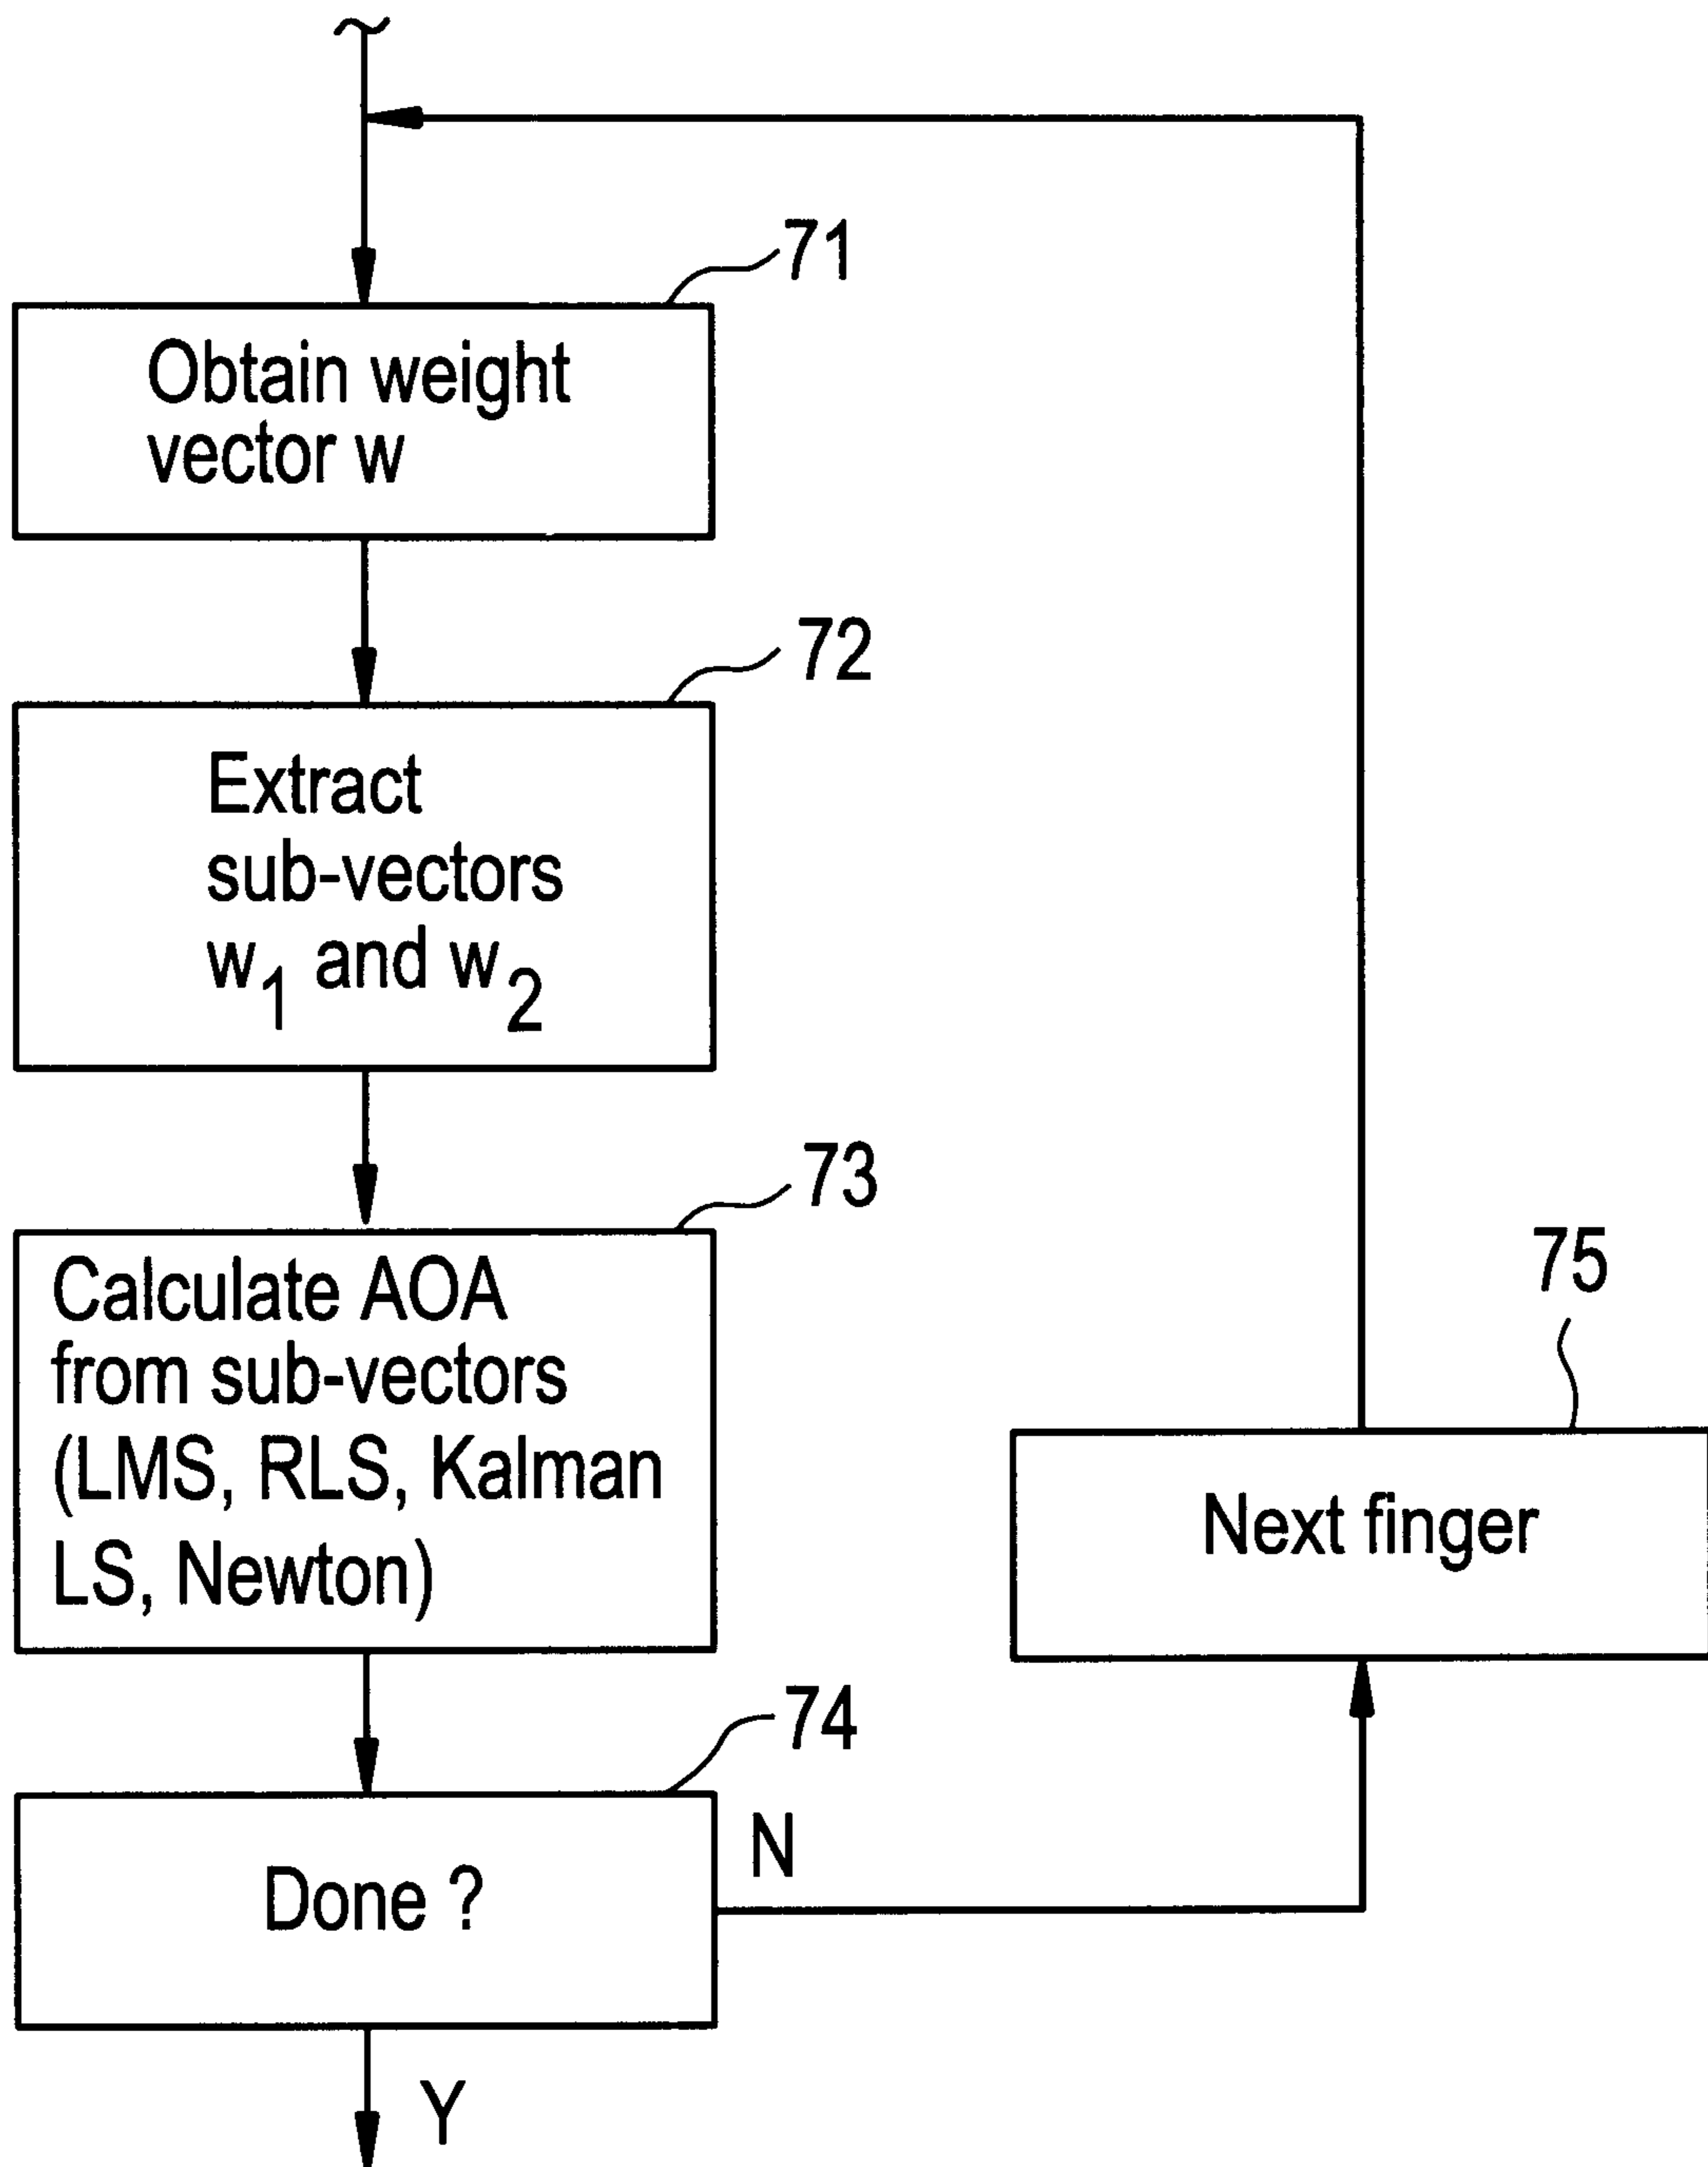 71
Obtain weight
vector w
72
Extract
sub-vectors
w1 and w2
73
Calculate AOA
from sub-vectors
(LMS, RLS, Kalman
LS, Newton)
75
Next finger
74
Done ?
N
Y